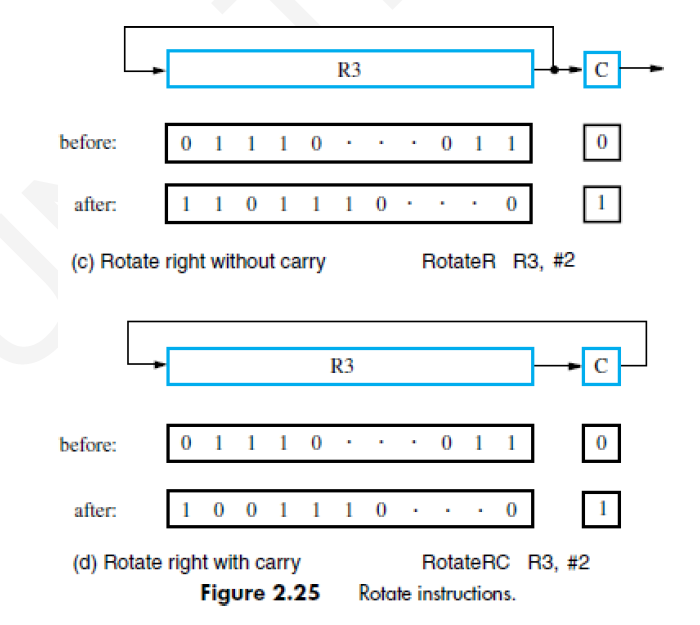 R3 C
before: 0 1 1 1 0 · · · 0 1 1 0
after: 1 1 0 1 1 1 0 · · · 0 1
(c) Rotate right without carry RotateR R3, #2
R3 C
before: 0 1 1 1 0 · · · 0 1 1 0
after: 1 0 0 1 1 1 0 · · · 0 1
(d) Rotate right with carry RotateRC R3, #2
Figure 2.25 Rotate instructions.